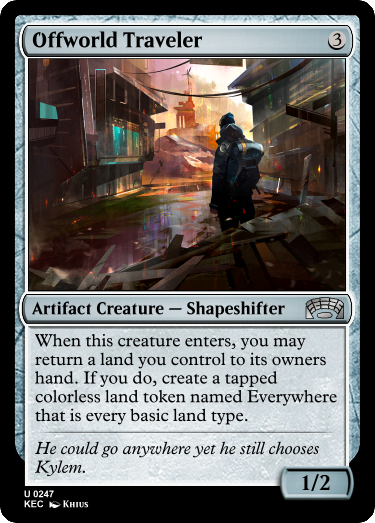 Offworld Traveler 3
Artifact Creature — Shapeshifter
When this creature enters, you may
return a land you control to its owners
hand. If you do, create a tapped
colorless land token named Everywhere
that is every basic land type.
He could go anywhere yet he still chooses
Kylem.
1/2
U 0247
KEC Khius